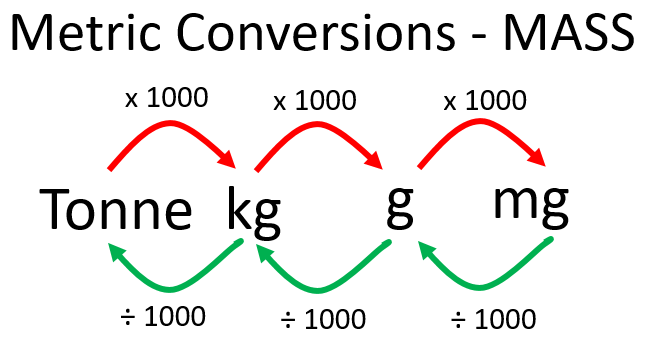 Metric Conversions - MASS
x 1000 x 1000 x 1000
Tonne kg g mg
÷ 1000 ÷ 1000 ÷ 1000